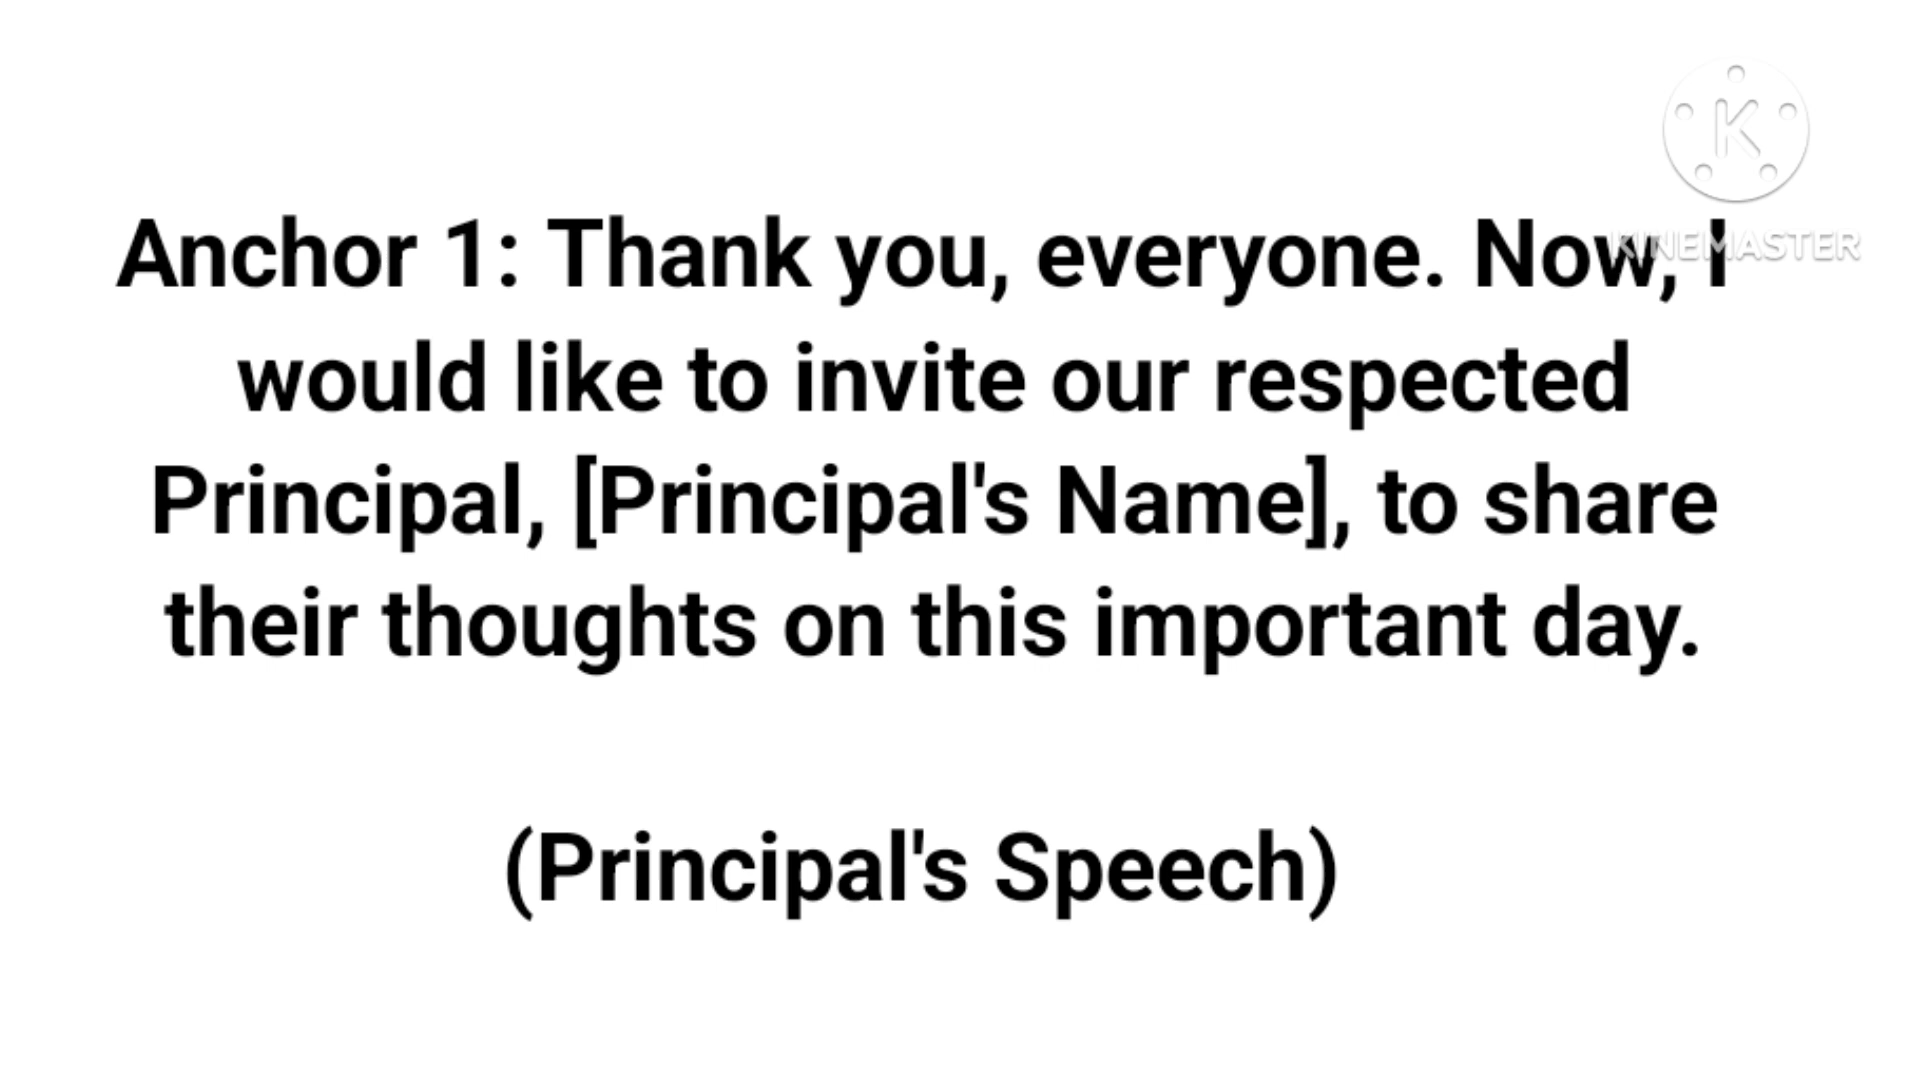 K
KINEMASTER
Anchor 1: Thank you, everyone. Now, I
would like to invite our respected
Principal, [Principal's Name], to share
their thoughts on this important day.
(Principal's Speech)